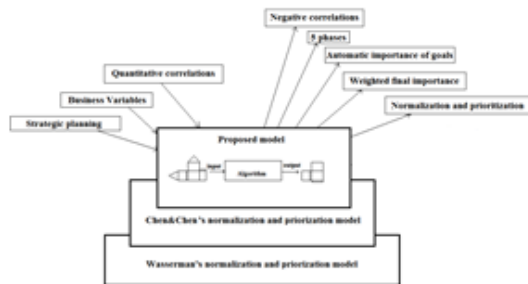 Negative correlations
5 phases
Automatic importance of goals
Quantitative correlations
Weighted final importance
Business Variables
Normalization and prioritization
Strategic planning
Proposed model
input
Algorithm
output
Chen&Chen's normalization and priorization model
Wasserman's normalization and priorization model